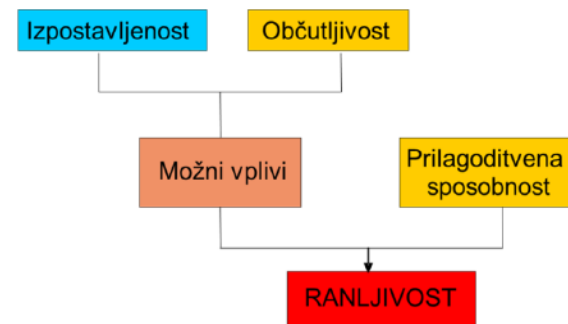 Izpostavljenost
Občutljivost
Možni vplivi
Prilagoditvena
sposobnost
RANLJIVOST